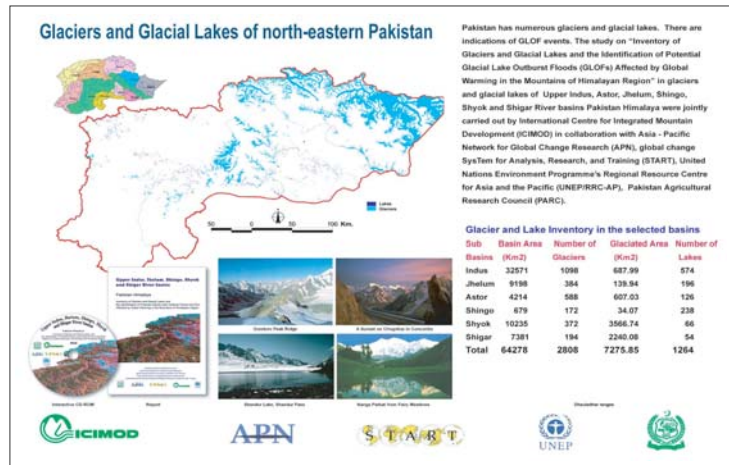 Glaciers and Glacial Lakes of north-eastern Pakistan
Pakistan has numerous glaciers and glacial lakes. There are
indications of GLOF events. The study on "Inventory of
Glaciers and Glacial Lakes and the Identification of Potential
Glacial Lake Outburst Floods (GLOFs) Affected by Global
Warming in the Mountains of Himalayan Region" in glaciers
and glacial lakes of Upper Indus, Astor, Jhelum, Shingo,
Shyok and Shigar River basins Pakistan Himalaya were jointly
carried out by International Centre for Integrated Mountain
Development (ICIMOD) in collaboration with Asia - Pacific
Network for Global Change Research (APN), global change
SysTem for Analysis, Research, and Training (START), United
Nations Environment Programme's Regional Resource Centre
for Asia and the Pacific (UNEP/RRC-AP), Pakistan Agricultural
Research Council (PARC).
Lakes
Glaciers
50 0 50 100 Km.
Glacier and Lake Inventory in the selected basins
Sub Basin Area Number of Glaciated Area Number of
Basins (Km2) Glaciers (Km2) Lakes
Indus 32571 1098 687.99 574
Jhelum 9198 384 139.94 196
Astor 4214 588 607.03 126
Shingo 679 172 34.07 238
Shyok 10235 372 3566.74 66
Shigar 7381 194 2240.08 54
Total 64278 2808 7275.85 1264
Upper Indus, Jhelum, Shingo, Shyok
and Shigar River basins
Pakistan Himalaya
A Sunset on Chogolisa in Concordia
Shandur Lake, Shandur Pass
Nanga Parbat from Fairy Meadows
Interactive CD-ROM
Report
ICIMOD
APN
START
UNEP